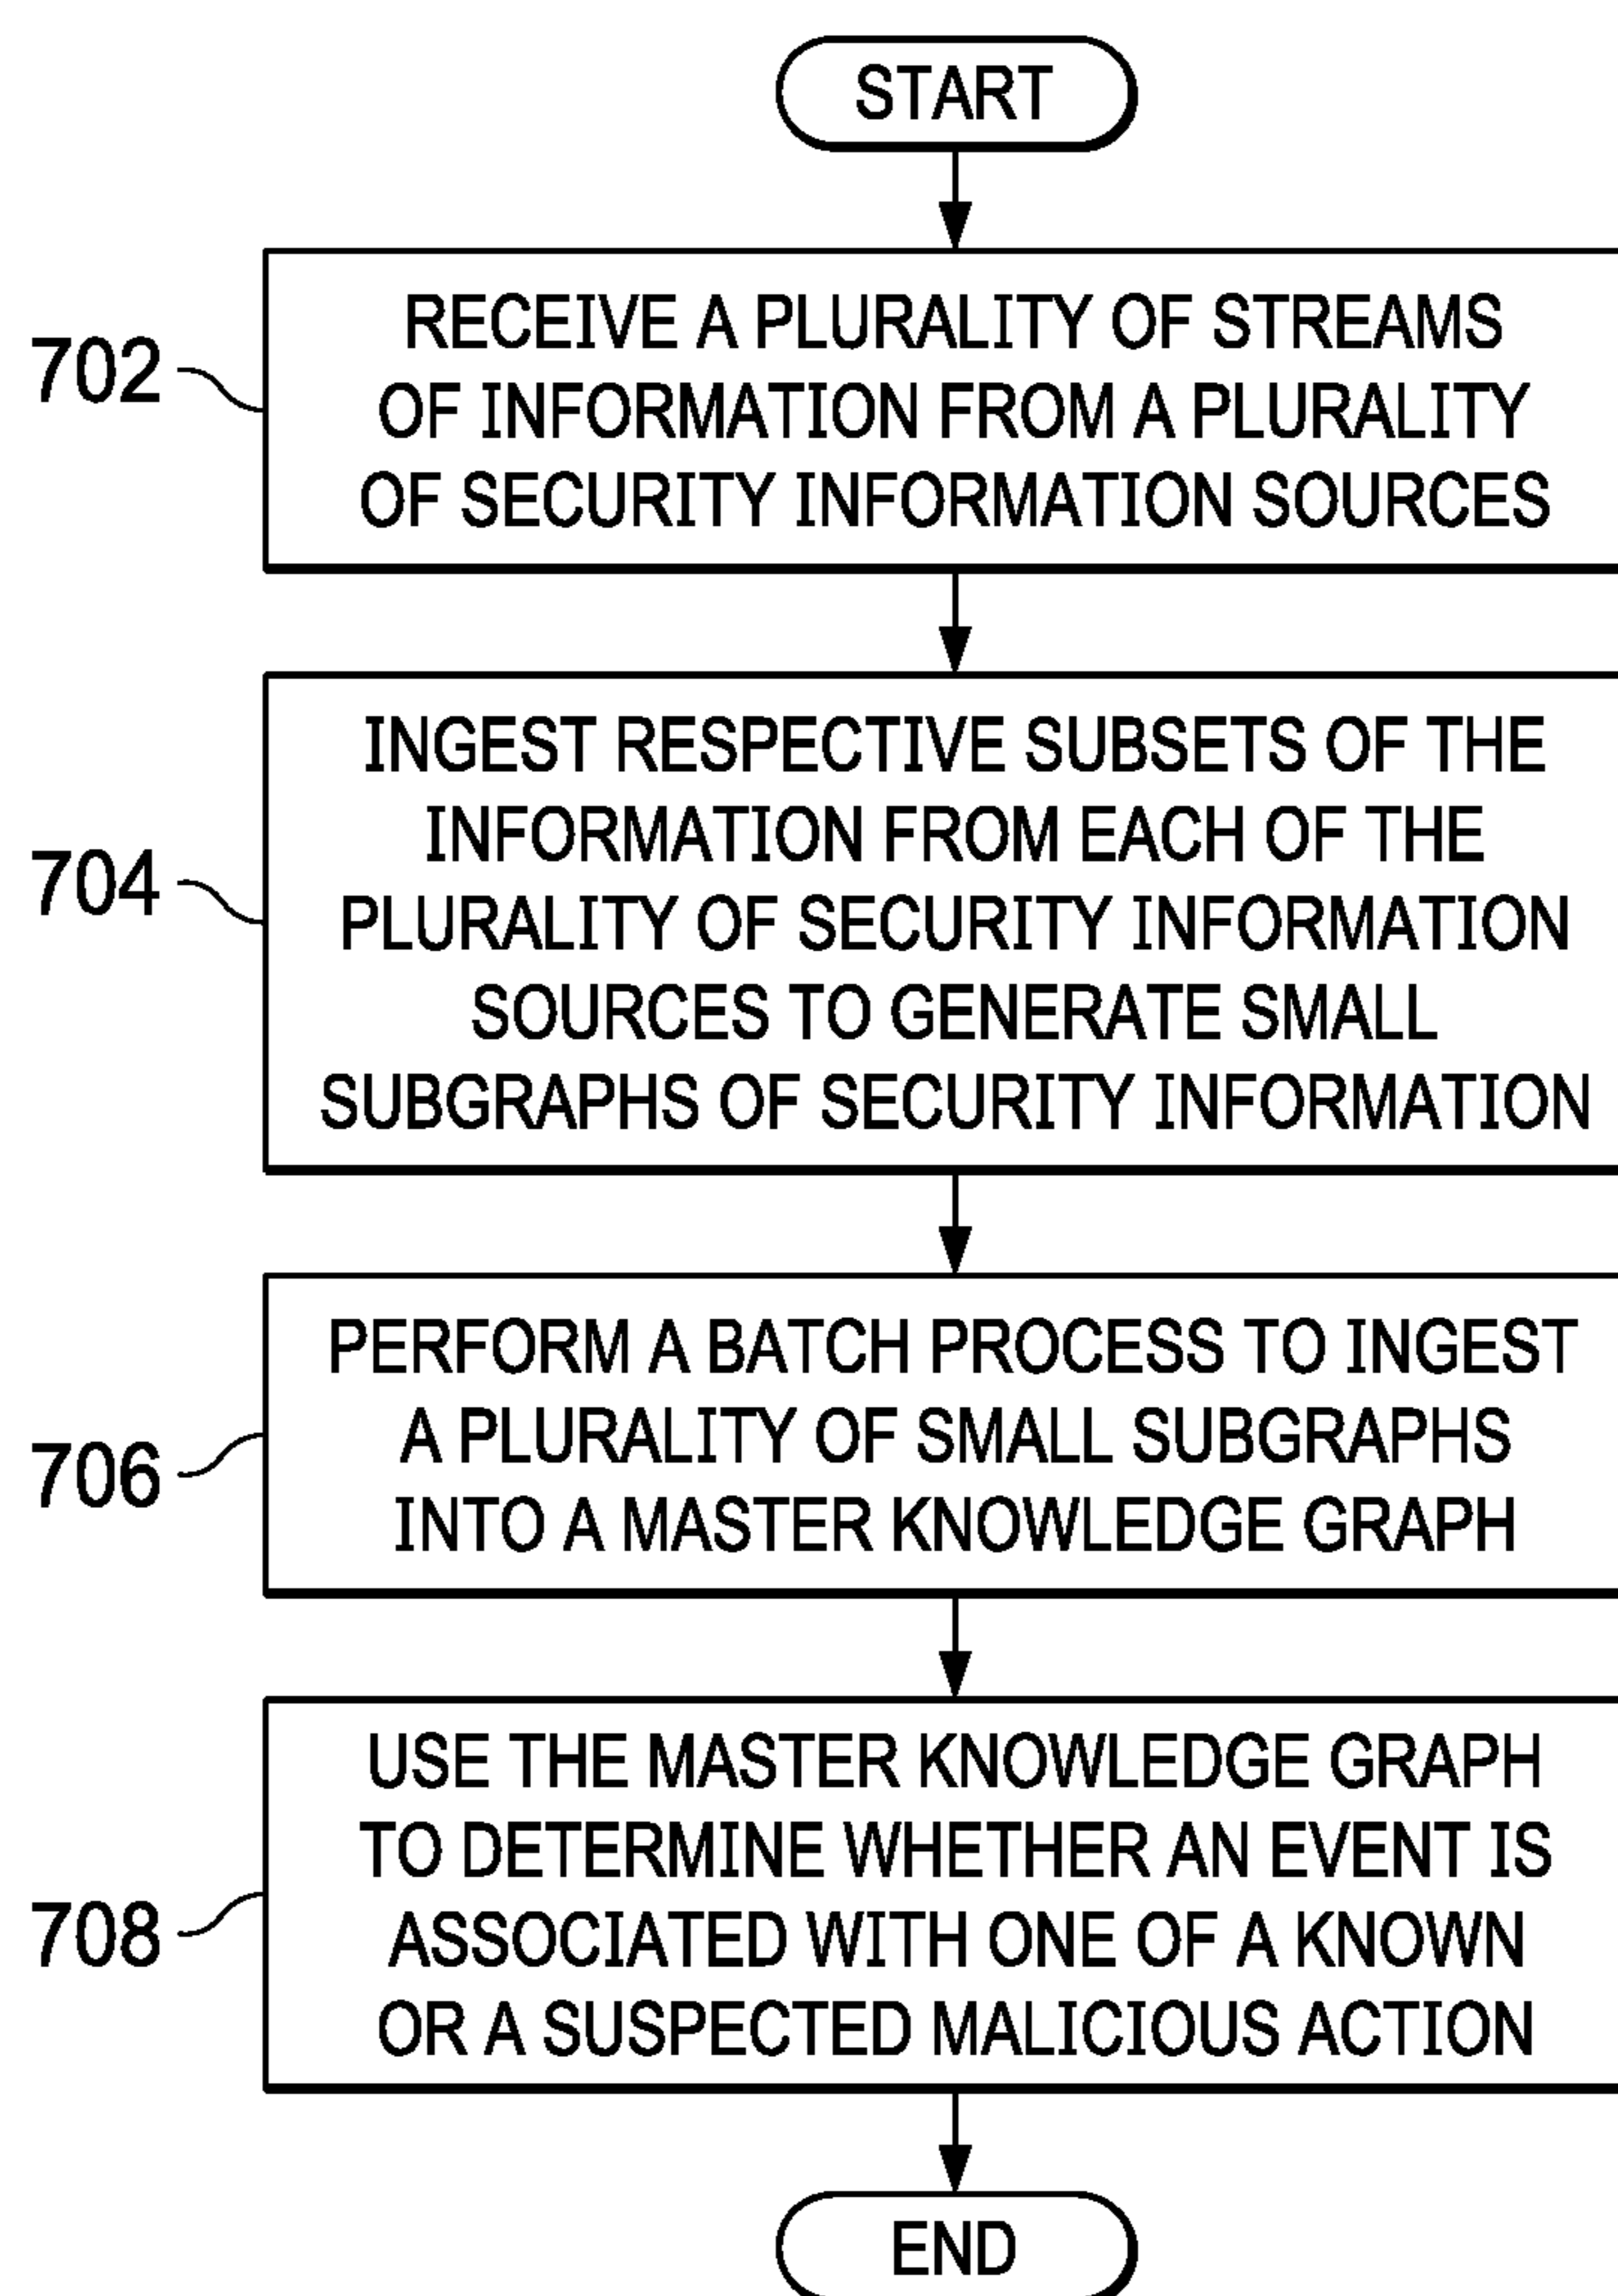 START
RECEIVE A PLURALITY OF STREAMS
OF INFORMATION FROM A PLURALITY
OF SECURITY INFORMATION SOURCES
702
INGEST RESPECTIVE SUBSETS OF THE
INFORMATION FROM EACH OF THE
PLURALITY OF SECURITY INFORMATION
SOURCES TO GENERATE SMALL
SUBGRAPHS OF SECURITY INFORMATION
704
PERFORM A BATCH PROCESS TO INGEST
A PLURALITY OF SMALL SUBGRAPHS
INTO A MASTER KNOWLEDGE GRAPH
706
USE THE MASTER KNOWLEDGE GRAPH
TO DETERMINE WHETHER AN EVENT IS
ASSOCIATED WITH ONE OF A KNOWN
OR A SUSPECTED MALICIOUS ACTION
708
END